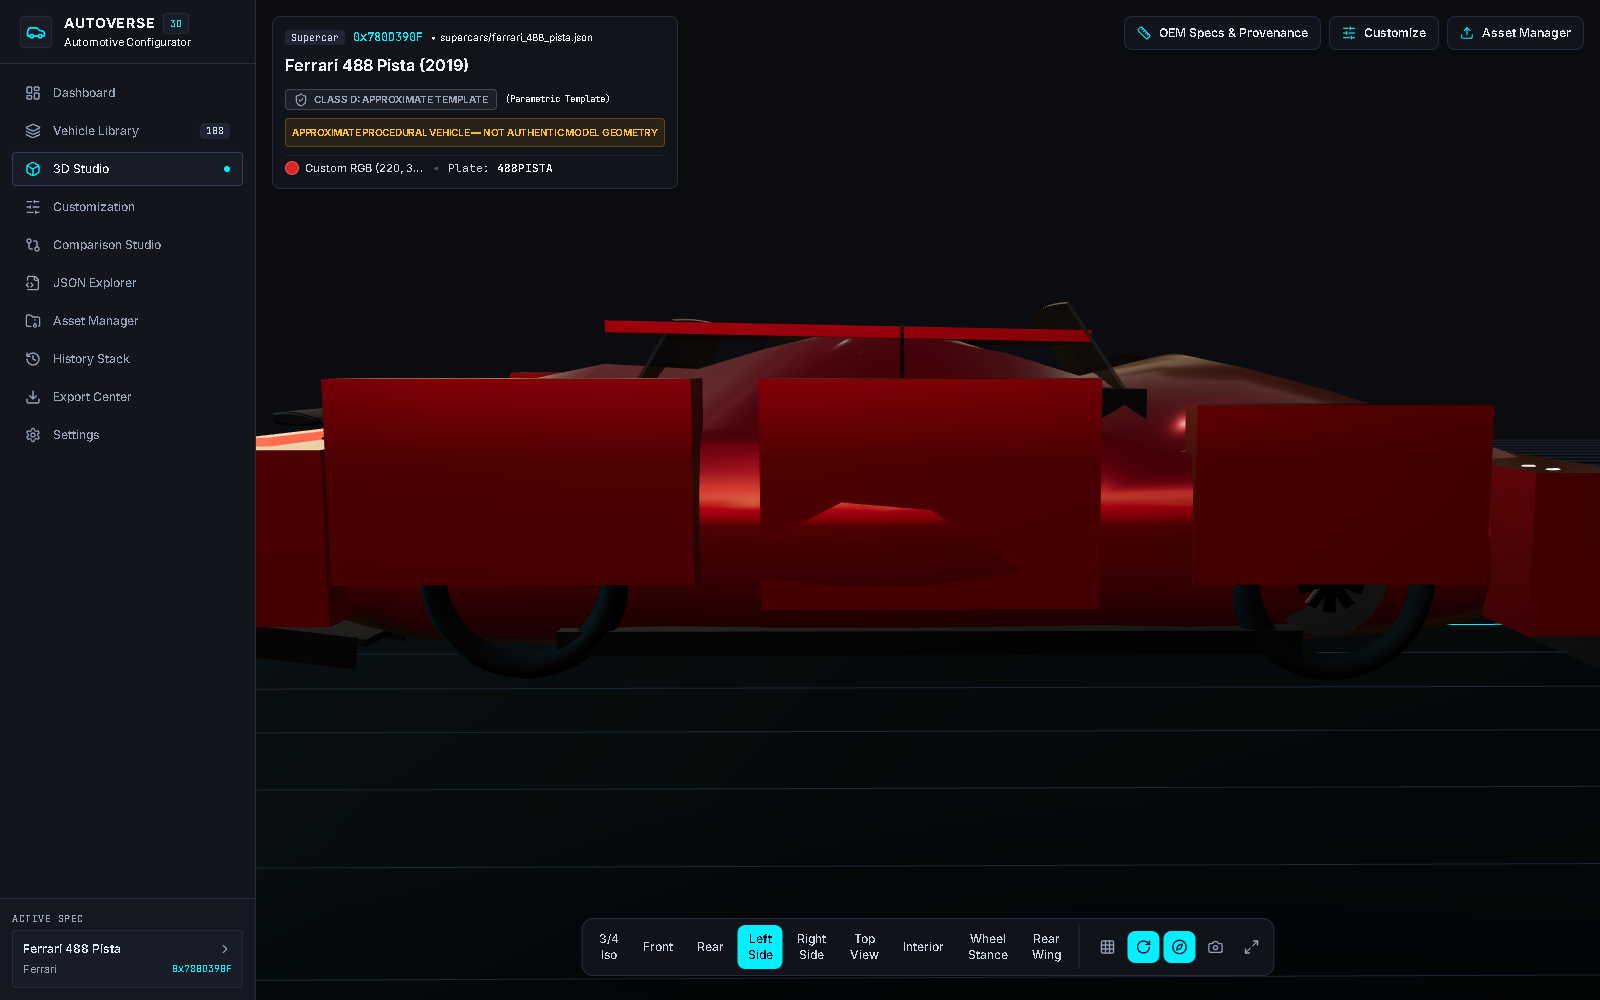 AUTOVERSE 3D
Automotive Configurator
Dashboard
Vehicle Library 188
3D Studio
Customization
Comparison Studio
JSON Explorer
Asset Manager
History Stack
Export Center
Settings
ACTIVE SPEC
Ferrari 488 Pista
Ferrari 0x780D390F
Supercar 0x780D390F • supercars/ferrari_488_pista.json
Ferrari 488 Pista (2019)
CLASS D: APPROXIMATE TEMPLATE (Parametric Template)
APPROXIMATE PROCEDURAL VEHICLE — NOT AUTHENTIC MODEL GEOMETRY
Custom RGB (220, 3... • Plate: 488PISTA
OEM Specs & Provenance
Customize
Asset Manager
3/4 Iso
Front
Rear
Left Side
Right Side
Top View
Interior
Wheel Stance
Rear Wing